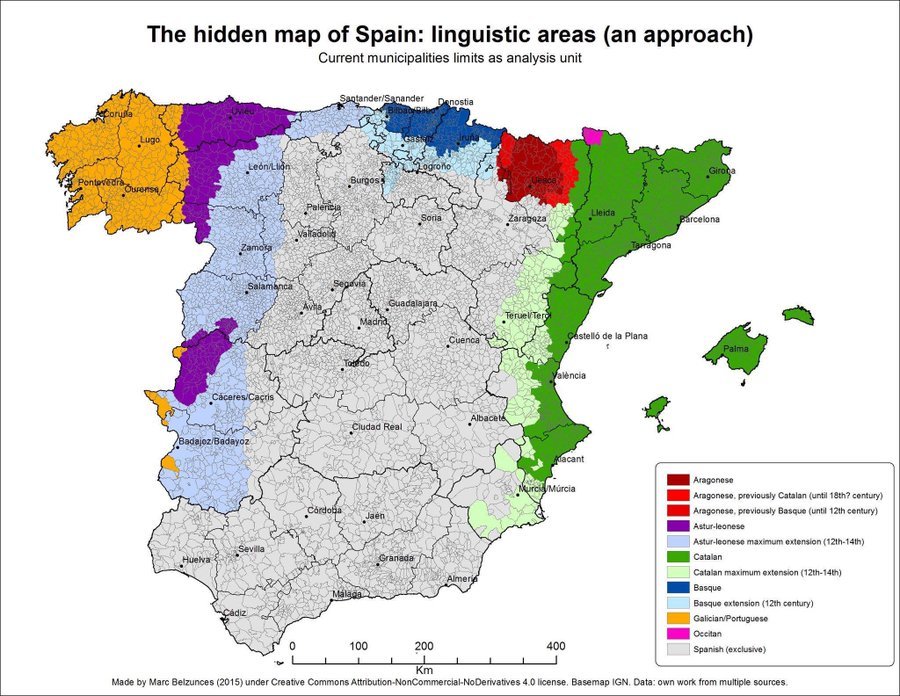 The hidden map of Spain: linguistic areas (an approach)
Current municipalities limits as analysis unit
Santander/Sanander
Donostia
Coruña
Oviéu
Bilbao/Bilbo
Lugo
Gasteiz
Iruña
León/Llión
Logroño
Pontevedra
Ourense
Burgos
Uesca
Girona
Palencia
Soria
Zaragoza
Lleida
Barcelona
Valladolid
Tarragona
Zamora
Salamanca
Segovia
Ávila
Guadalajara
Teruel/Terol
Madrid
Castelló de la Plana
Cuenca
Palma
Toledo
València
Cáceres/Cacris
Albacete
Ciudad Real
Badajoz/Badayoz
Alacant
Murcia/Múrcia
Córdoba
Jaén
Sevilla
Huelva
Granada
Almería
Málaga
Cádiz
Aragonese
Aragonese, previously Catalan (until 18th? century)
Aragonese, previously Basque (until 12th century)
Astur-leonese
Astur-leonese maximum extension (12th-14th)
Catalan
Catalan maximum extension (12th-14th)
Basque
Basque extension (12th century)
Galician/Portuguese
Occitan
Spanish (exclusive)
0 100 200 400
Km
Made by Marc Belzunces (2015) under Creative Commons Attribution-NonCommercial-NoDerivatives 4.0 license. Basemap IGN. Data: own work from multiple sources.